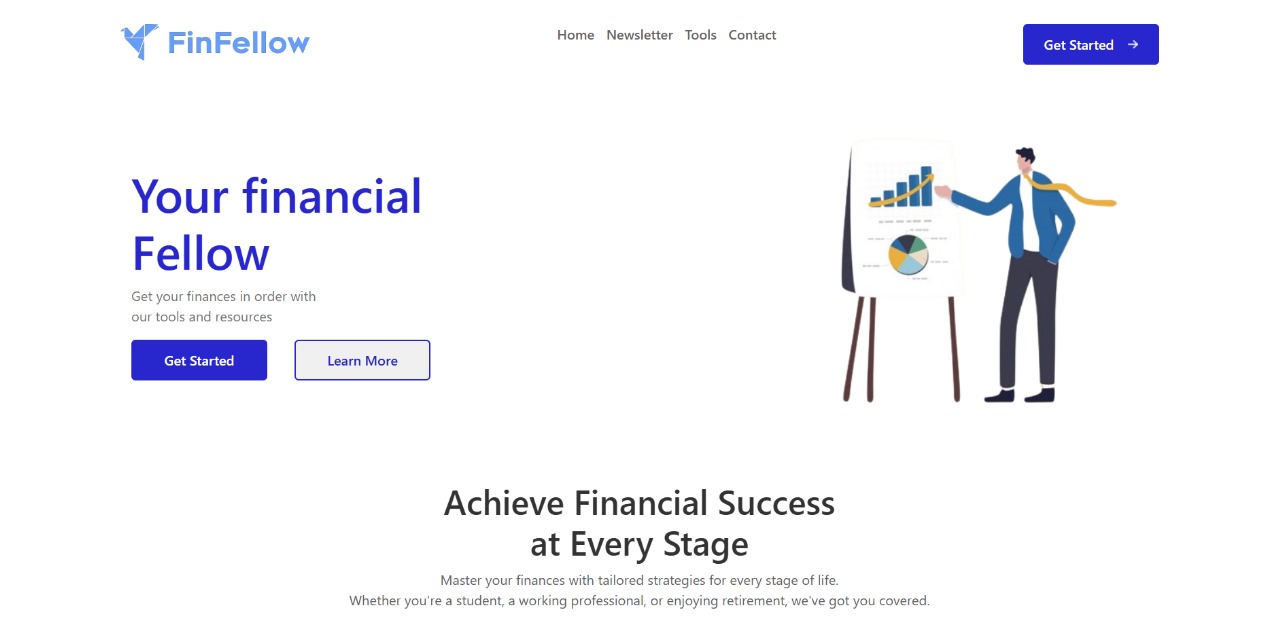 FinFellow
Home Newsletter Tools Contact
Get Started
Your financial
Fellow
Get your finances in order with
our tools and resources
Get Started
Learn More
Achieve Financial Success
at Every Stage
Master your finances with tailored strategies for every stage of life.
Whether you're a student, a working professional, or enjoying retirement, we've got you covered.